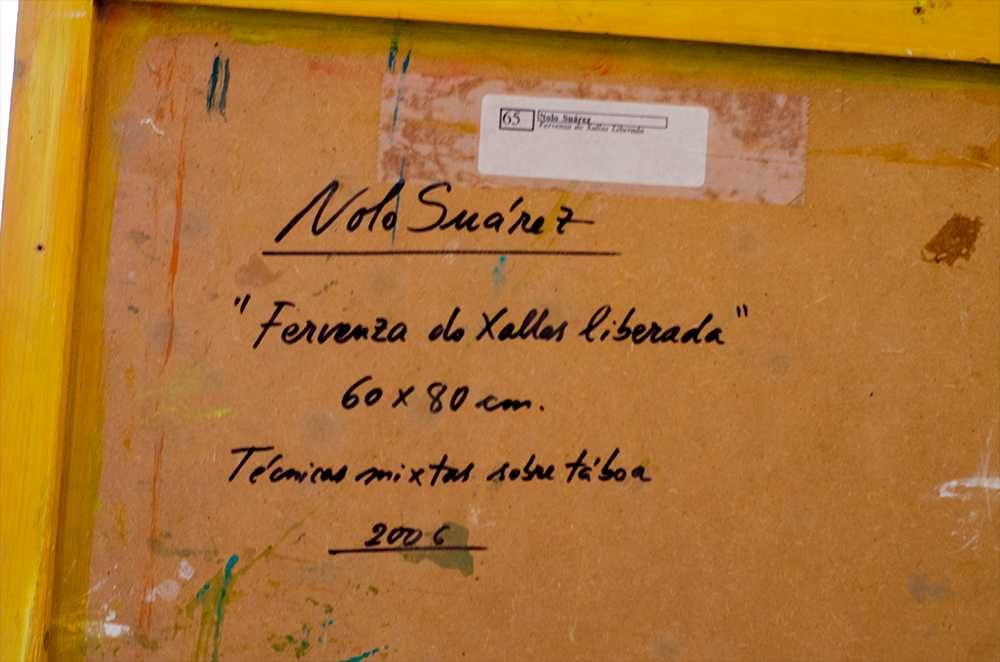 65 Nolo Suárez
Fervenza do Xallas Liberada
Nolo Suárez
"Fervenza do Xallas liberada"
60 x 80 cm.
Técnicas mixtas sobre táboa
2006